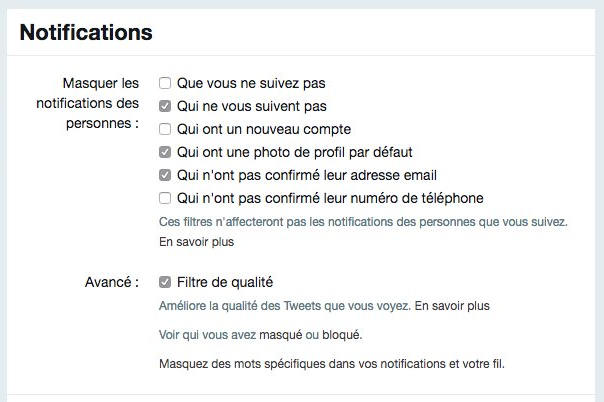 Notifications
Masquer les
notifications des
personnes :
Que vous ne suivez pas
Qui ne vous suivent pas
Qui ont un nouveau compte
Qui ont une photo de profil par défaut
Qui n'ont pas confirmé leur adresse email
Qui n'ont pas confirmé leur numéro de téléphone
Ces filtres n'affecteront pas les notifications des personnes que vous suivez.
En savoir plus
Avancé : Filtre de qualité
Améliore la qualité des Tweets que vous voyez. En savoir plus
Voir qui vous avez masqué ou bloqué.
Masquez des mots spécifiques dans vos notifications et votre fil.